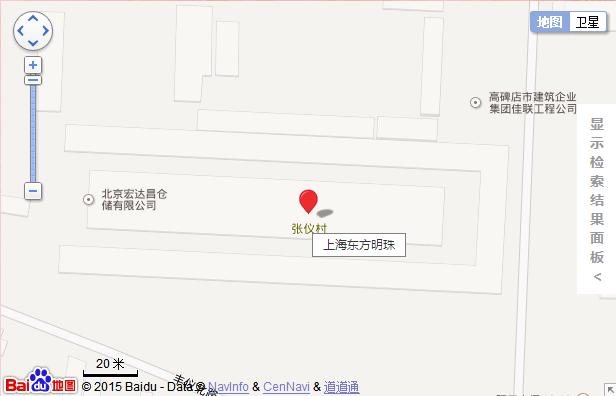 地图 卫星
高碑店市建筑企业
集团佳联工程公司
显
示
检
索
结
果
面
板
<
北京宏达昌仓
储有限公司
张仪村
上海东方明珠
20 米
Bai du 地图
© 2015 Baidu - Data © NavInfo & CenNavi & 道道通